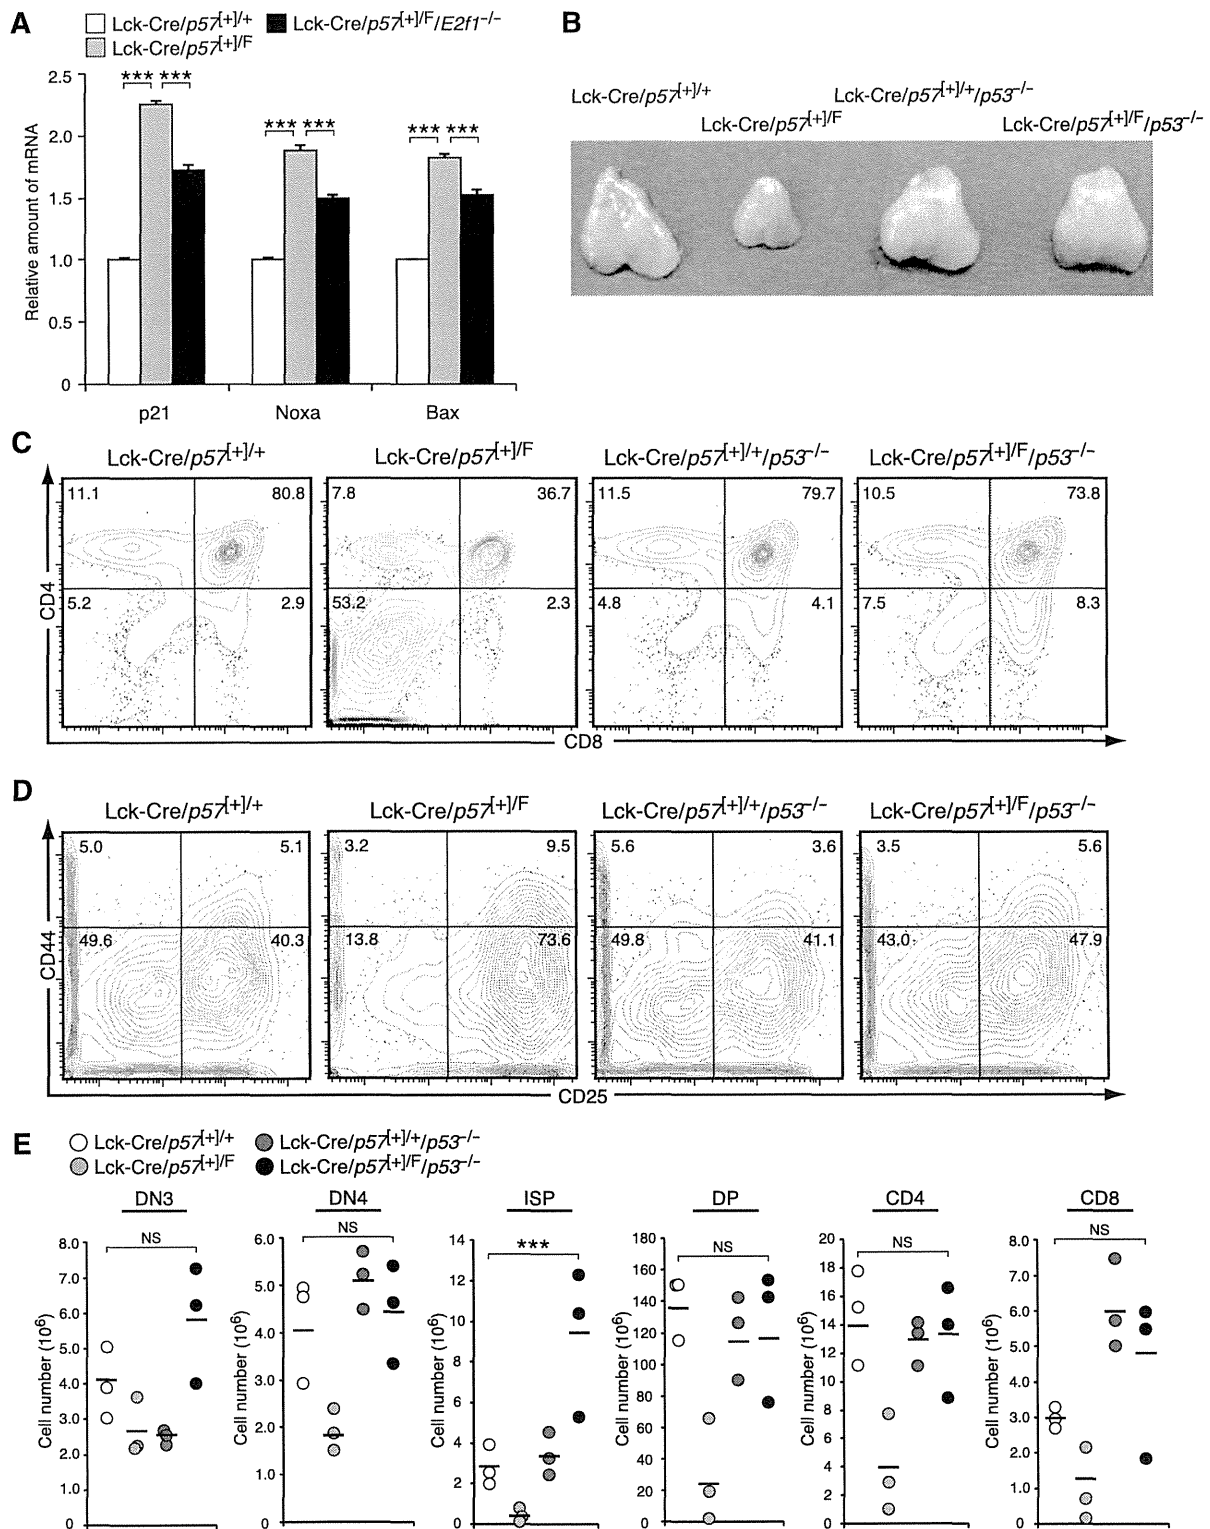 A
Lck-Cre/p57[+]/+ Lck-Cre/p57[+]/F/E2f1–/–
Lck-Cre/p57[+]/F
Relative amount of mRNA
2.5
2.0
1.5
1.0
0.5
0
*** ***
*** ***
*** ***
p21 Noxa Bax
B
Lck-Cre/p57[+]/+ Lck-Cre/p57[+]/+/p53–/–
Lck-Cre/p57[+]/F Lck-Cre/p57[+]/F/p53–/–
C
Lck-Cre/p57[+]/+ Lck-Cre/p57[+]/F Lck-Cre/p57[+]/+/p53–/– Lck-Cre/p57[+]/F/p53–/–
11.1 80.8 7.8 36.7 11.5 79.7 10.5 73.8
CD4
5.2 2.9 53.2 2.3 4.8 4.1 7.5 8.3
CD8
D
Lck-Cre/p57[+]/+ Lck-Cre/p57[+]/F Lck-Cre/p57[+]/+/p53–/– Lck-Cre/p57[+]/F/p53–/–
5.0 5.1 3.2 9.5 5.6 3.6 3.5 5.6
CD44
49.6 40.3 13.8 73.6 49.8 41.1 43.0 47.9
CD25
E
Lck-Cre/p57[+]/+ Lck-Cre/p57[+]/+/p53–/–
Lck-Cre/p57[+]/F Lck-Cre/p57[+]/F/p53–/–
DN3
NS
Cell number (106)
8.0
7.0
6.0
5.0
4.0
3.0
2.0
1.0
0
DN4
NS
Cell number (106)
6.0
5.0
4.0
3.0
2.0
1.0
0
ISP
***
Cell number (106)
14
12
10
8
6
4
2
0
DP
NS
Cell number (106)
180
160
140
120
100
80
60
40
20
0
CD4
NS
Cell number (106)
20
18
16
14
12
10
8
6
4
2
0
CD8
NS
Cell number (106)
8.0
7.0
6.0
5.0
4.0
3.0
2.0
1.0
0